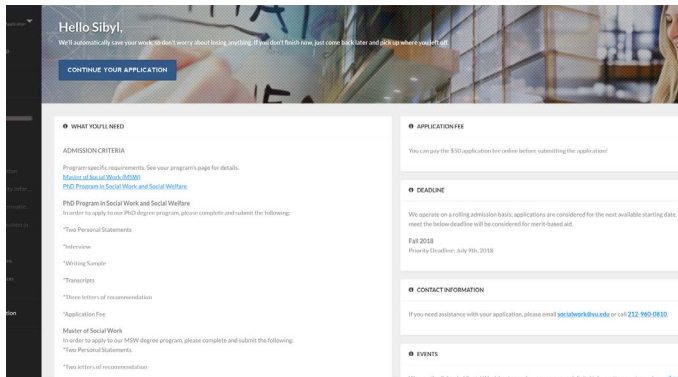 Hello Sibyl,
We'll automatically save your work, so don't worry about losing anything. If you don't finish now, just come back later and pick up where you left off.
CONTINUE YOUR APPLICATION
WHAT YOU'LL NEED
ADMISSION CRITERIA
Program-specific requirements. See your program's page for details:
Master of Social Work (MSW)
PhD Program in Social Work and Social Welfare
PhD Program in Social Work and Social Welfare
In order to apply to our PhD degree program, please complete and submit the following:
*Two Personal Statements
*Interview
*Writing Sample
*Transcripts
*Three letters of recommendation
*Application Fee
Master of Social Work
In order to apply to our MSW degree program, please complete and submit the following:
*Two Personal Statements
*Two letters of recommendation
APPLICATION FEE
You can pay the $50 application fee online before submitting the application!
DEADLINE
We operate on a rolling admission basis; applications are considered for the next available starting date,
meet the below deadline will be considered for merit-based aid.
Fall 2018
Priority Deadline: July 9th, 2018
CONTACT INFORMATION
If you need assistance with your application, please email socialwork@yu.edu or call 212-960-0810.
EVENTS